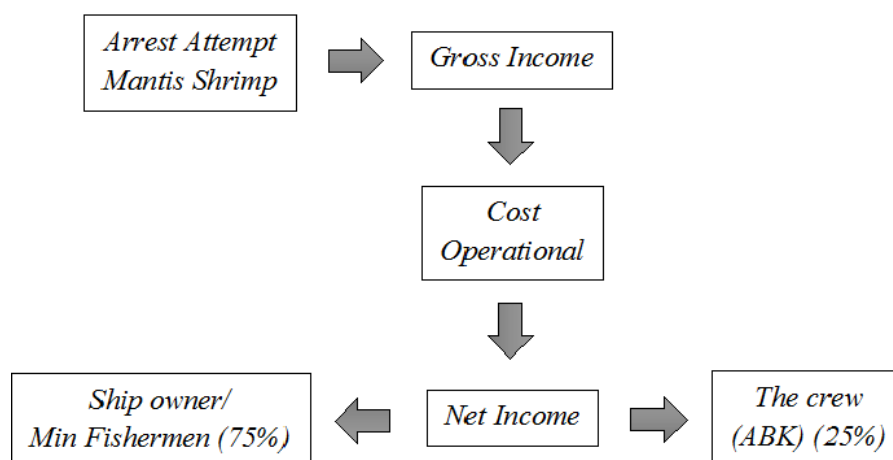 Arrest Attempt
Mantis Shrimp
Gross Income
Cost
Operational
Ship owner/
Min Fishermen (75%)
Net Income
The crew
(ABK) (25%)